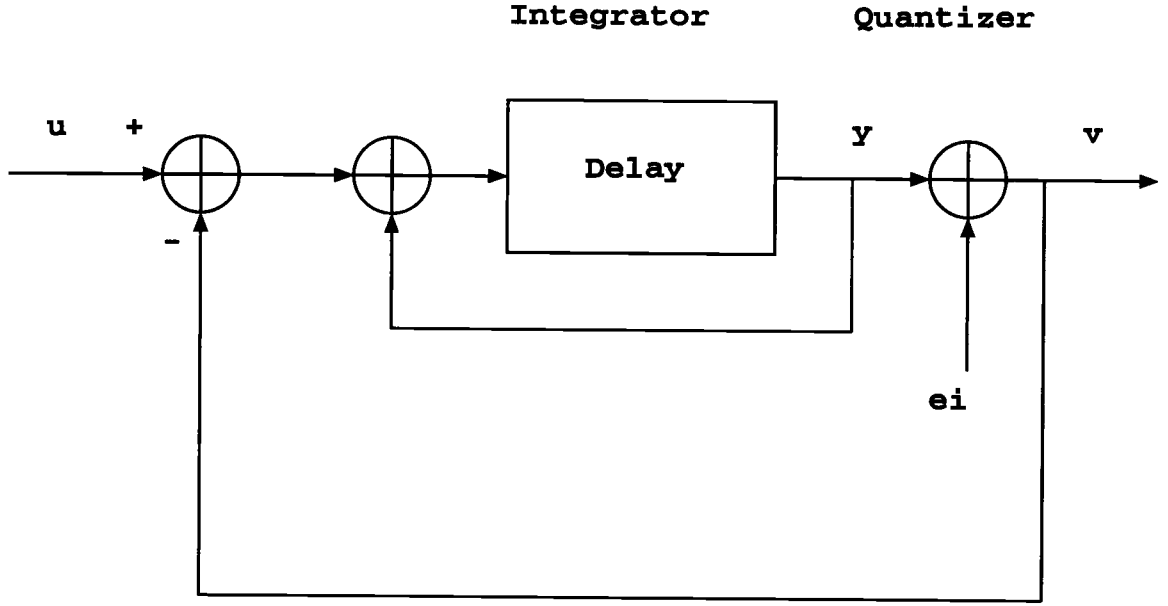 Integrator Quantizer
u + Delay y v
-
ei